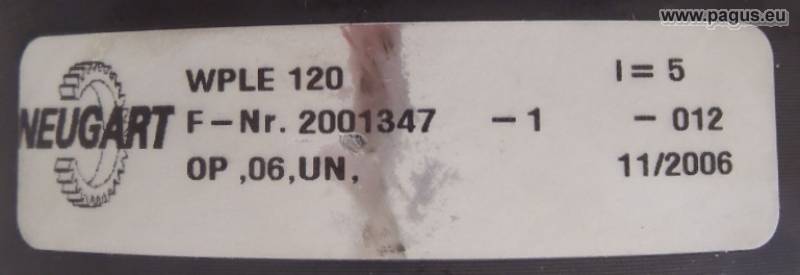 www.pagus.eu
WPLE 120 I = 5
NEUGART F-Nr. 2001347 -1 -012
OP ,06,UN, 11/2006